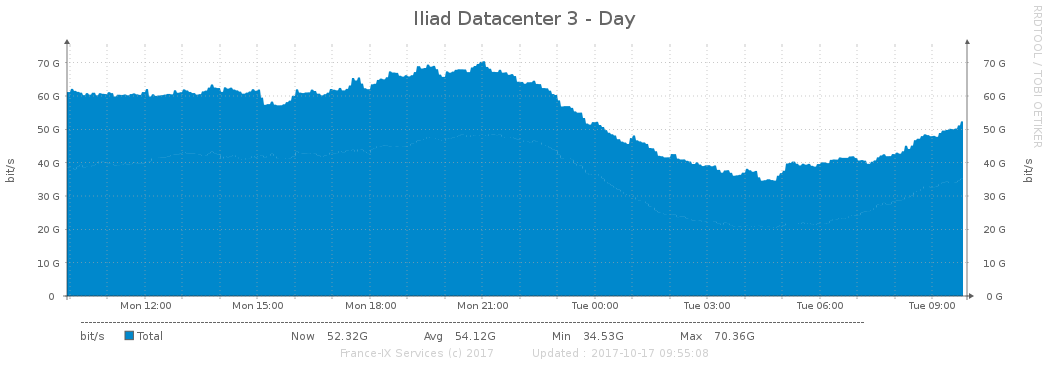 Iliad Datacenter 3 - Day
RRDTOOL / TOBI OETIKER
bit/s
70 G 70 G
60 G 60 G
50 G 50 G
40 G 40 G
30 G 30 G
20 G 20 G
10 G 10 G
0 0 G
bit/s
Mon 12:00 Mon 15:00 Mon 18:00 Mon 21:00 Tue 00:00 Tue 03:00 Tue 06:00 Tue 09:00
bit/s Total Now 52.32G Avg 54.12G Min 34.53G Max 70.36G
France-IX Services (c) 2017 Updated : 2017-10-17 09:55:08